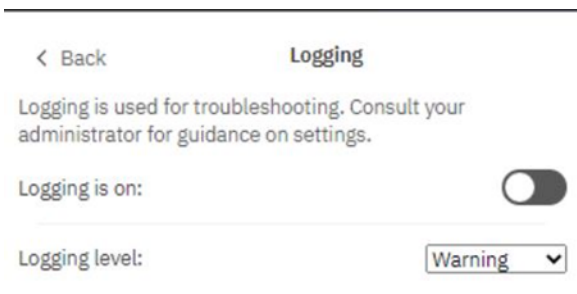 Back
Logging
Logging is used for troubleshooting. Consult your
administrator for guidance on settings.
Logging is on:
Logging level:
Warning